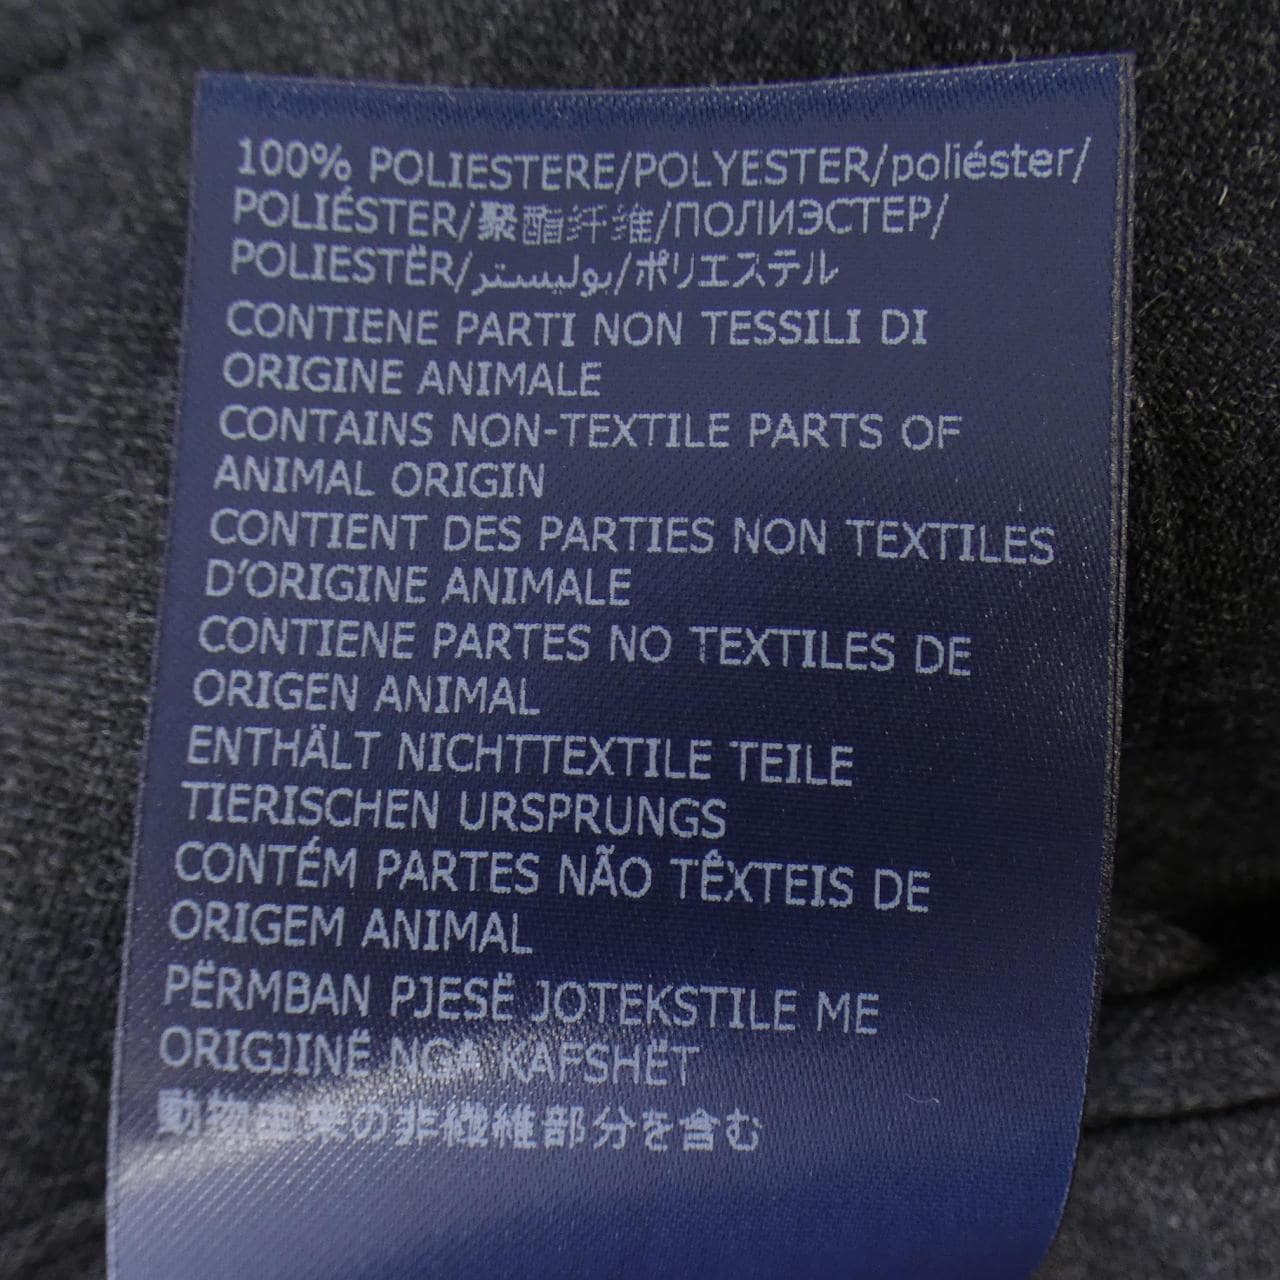 100% POLIESTERE/POLYESTER/poliéster/
POLIÉSTER/聚酯纤维/ПОЛИЭСТЕР/
POLIESTËR/بوليستر/ポリエステル
CONTIENE PARTI NON TESSILI DI
ORIGINE ANIMALE
CONTAINS NON-TEXTILE PARTS OF
ANIMAL ORIGIN
CONTIENT DES PARTIES NON TEXTILES
D'ORIGINE ANIMALE
CONTIENE PARTES NO TEXTILES DE
ORIGEN ANIMAL
ENTHÄLT NICHTTEXTILE TEILE
TIERISCHEN URSPRUNGS
CONTÉM PARTES NÃO TÊXTEIS DE
ORIGEM ANIMAL
PËRMBAN PJESË JOTEKSTILE ME
ORIGJINË NGA KAFSHËT
動物由来の非繊維部分を含む